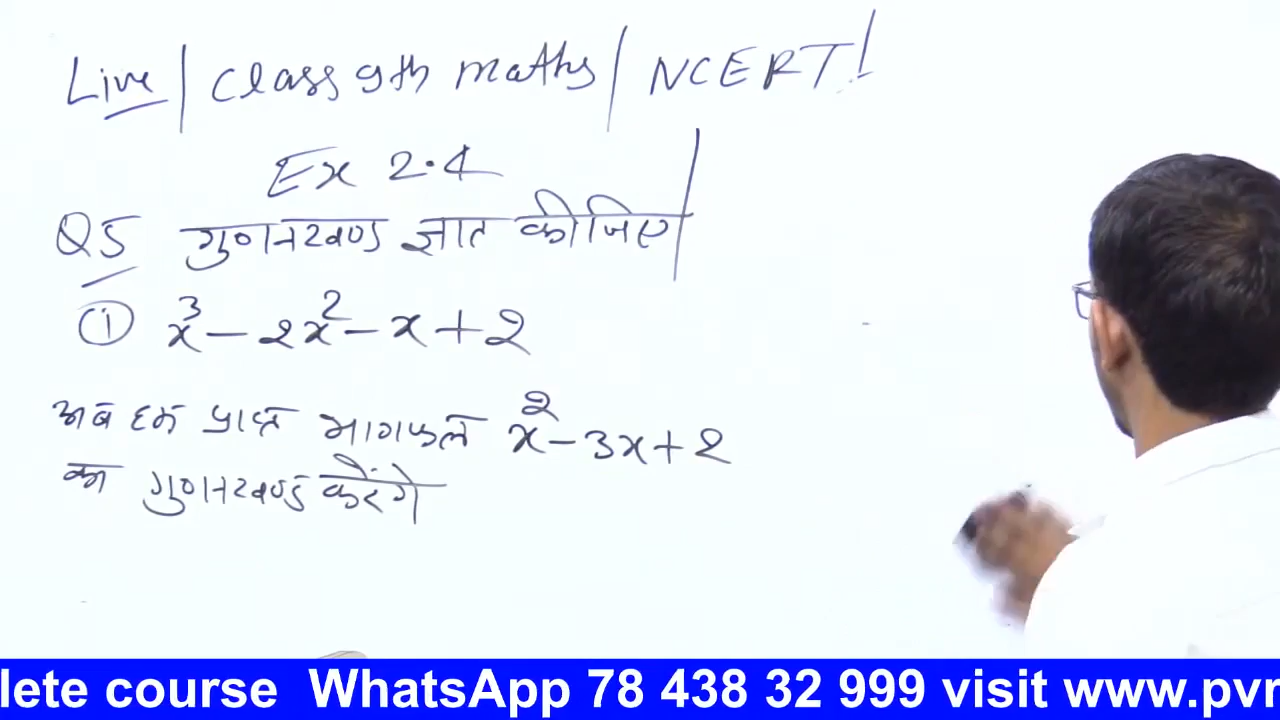 Live | Class 9th maths | NCERT!
Ex 2.4
Q5 गुणनखण्ड ज्ञात कीजिए
① x³ - 2x² - x + 2
अब हम प्राप्त भागफल x² - 3x + 2
का गुणनखण्ड करेंगे
lete course WhatsApp 78 438 32 999 visit www.pvr